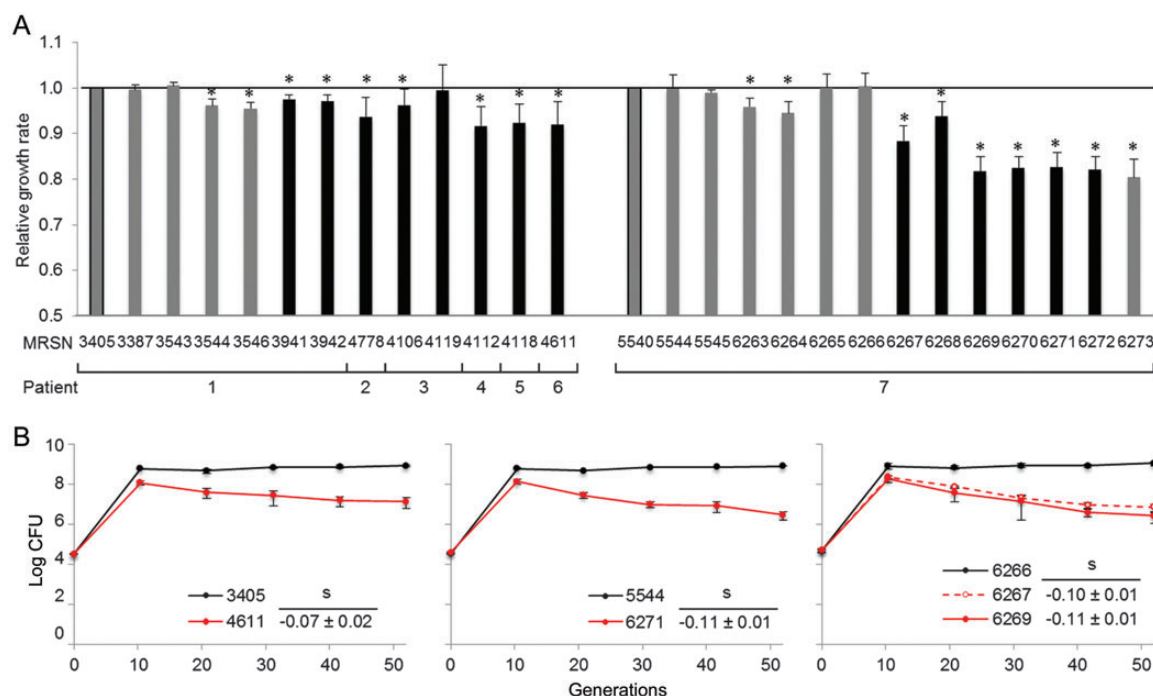 A
Relative growth rate
1.1
1.0
0.9
0.8
0.7
0.6
0.5
* * * * * * * * *
* * * * * * * * *
MRSN 3405 3387 3543 3544 3546 3941 3942 4778 4106 4119 4112 4118 4611 5540 5544 5545 6263 6264 6265 6266 6267 6268 6269 6270 6271 6272 6273
Patient 1 2 3 4 5 6 7
B
Log CFU
10
8
6
4
2
0
3405 s
4611 -0.07 ± 0.02
0 10 20 30 40 50
5544 s
6271 -0.11 ± 0.01
0 10 20 30 40 50
6266 s
6267 -0.10 ± 0.01
6269 -0.11 ± 0.01
0 10 20 30 40 50
Generations